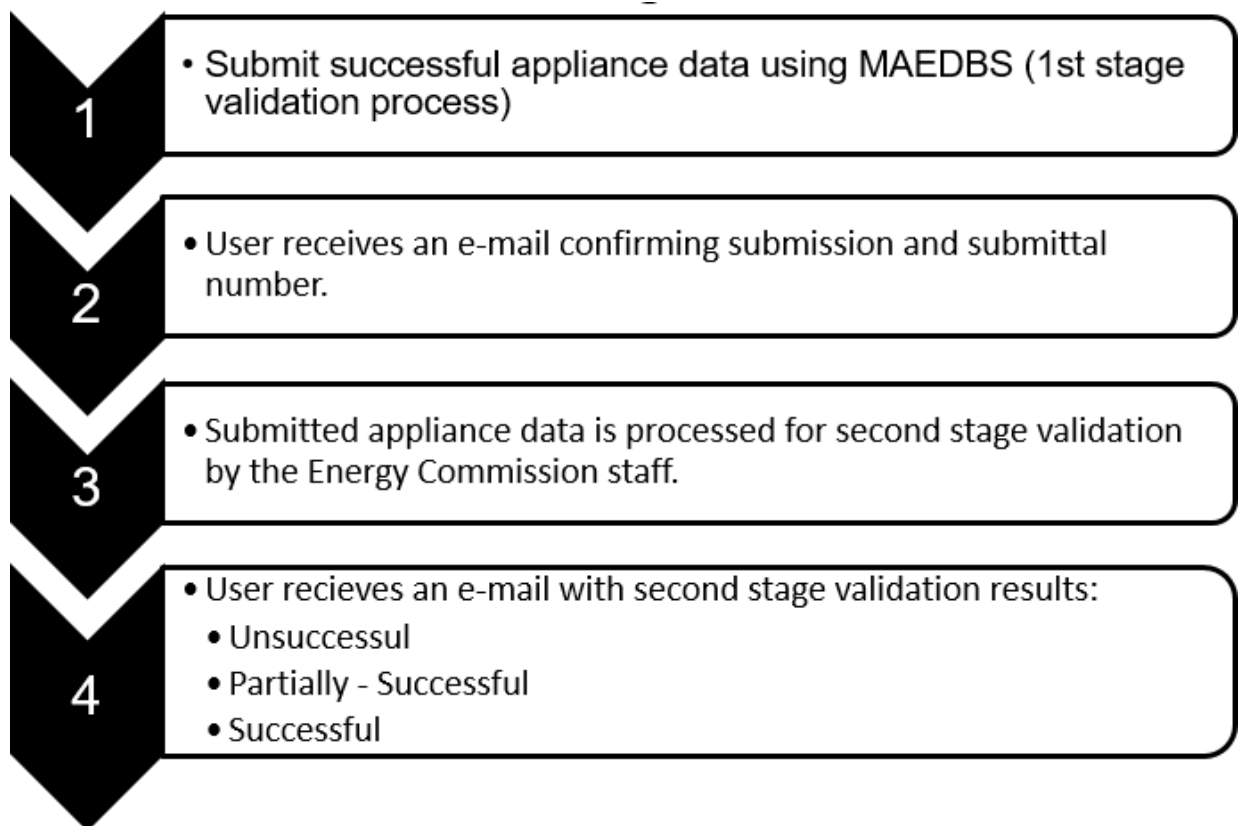 1
• Submit successful appliance data using MAEDBS (1st stage
validation process)
2
• User receives an e-mail confirming submission and submittal
number.
3
• Submitted appliance data is processed for second stage validation
by the Energy Commission staff.
4
• User recieves an e-mail with second stage validation results:
• Unsuccessul
• Partially - Successful
• Successful